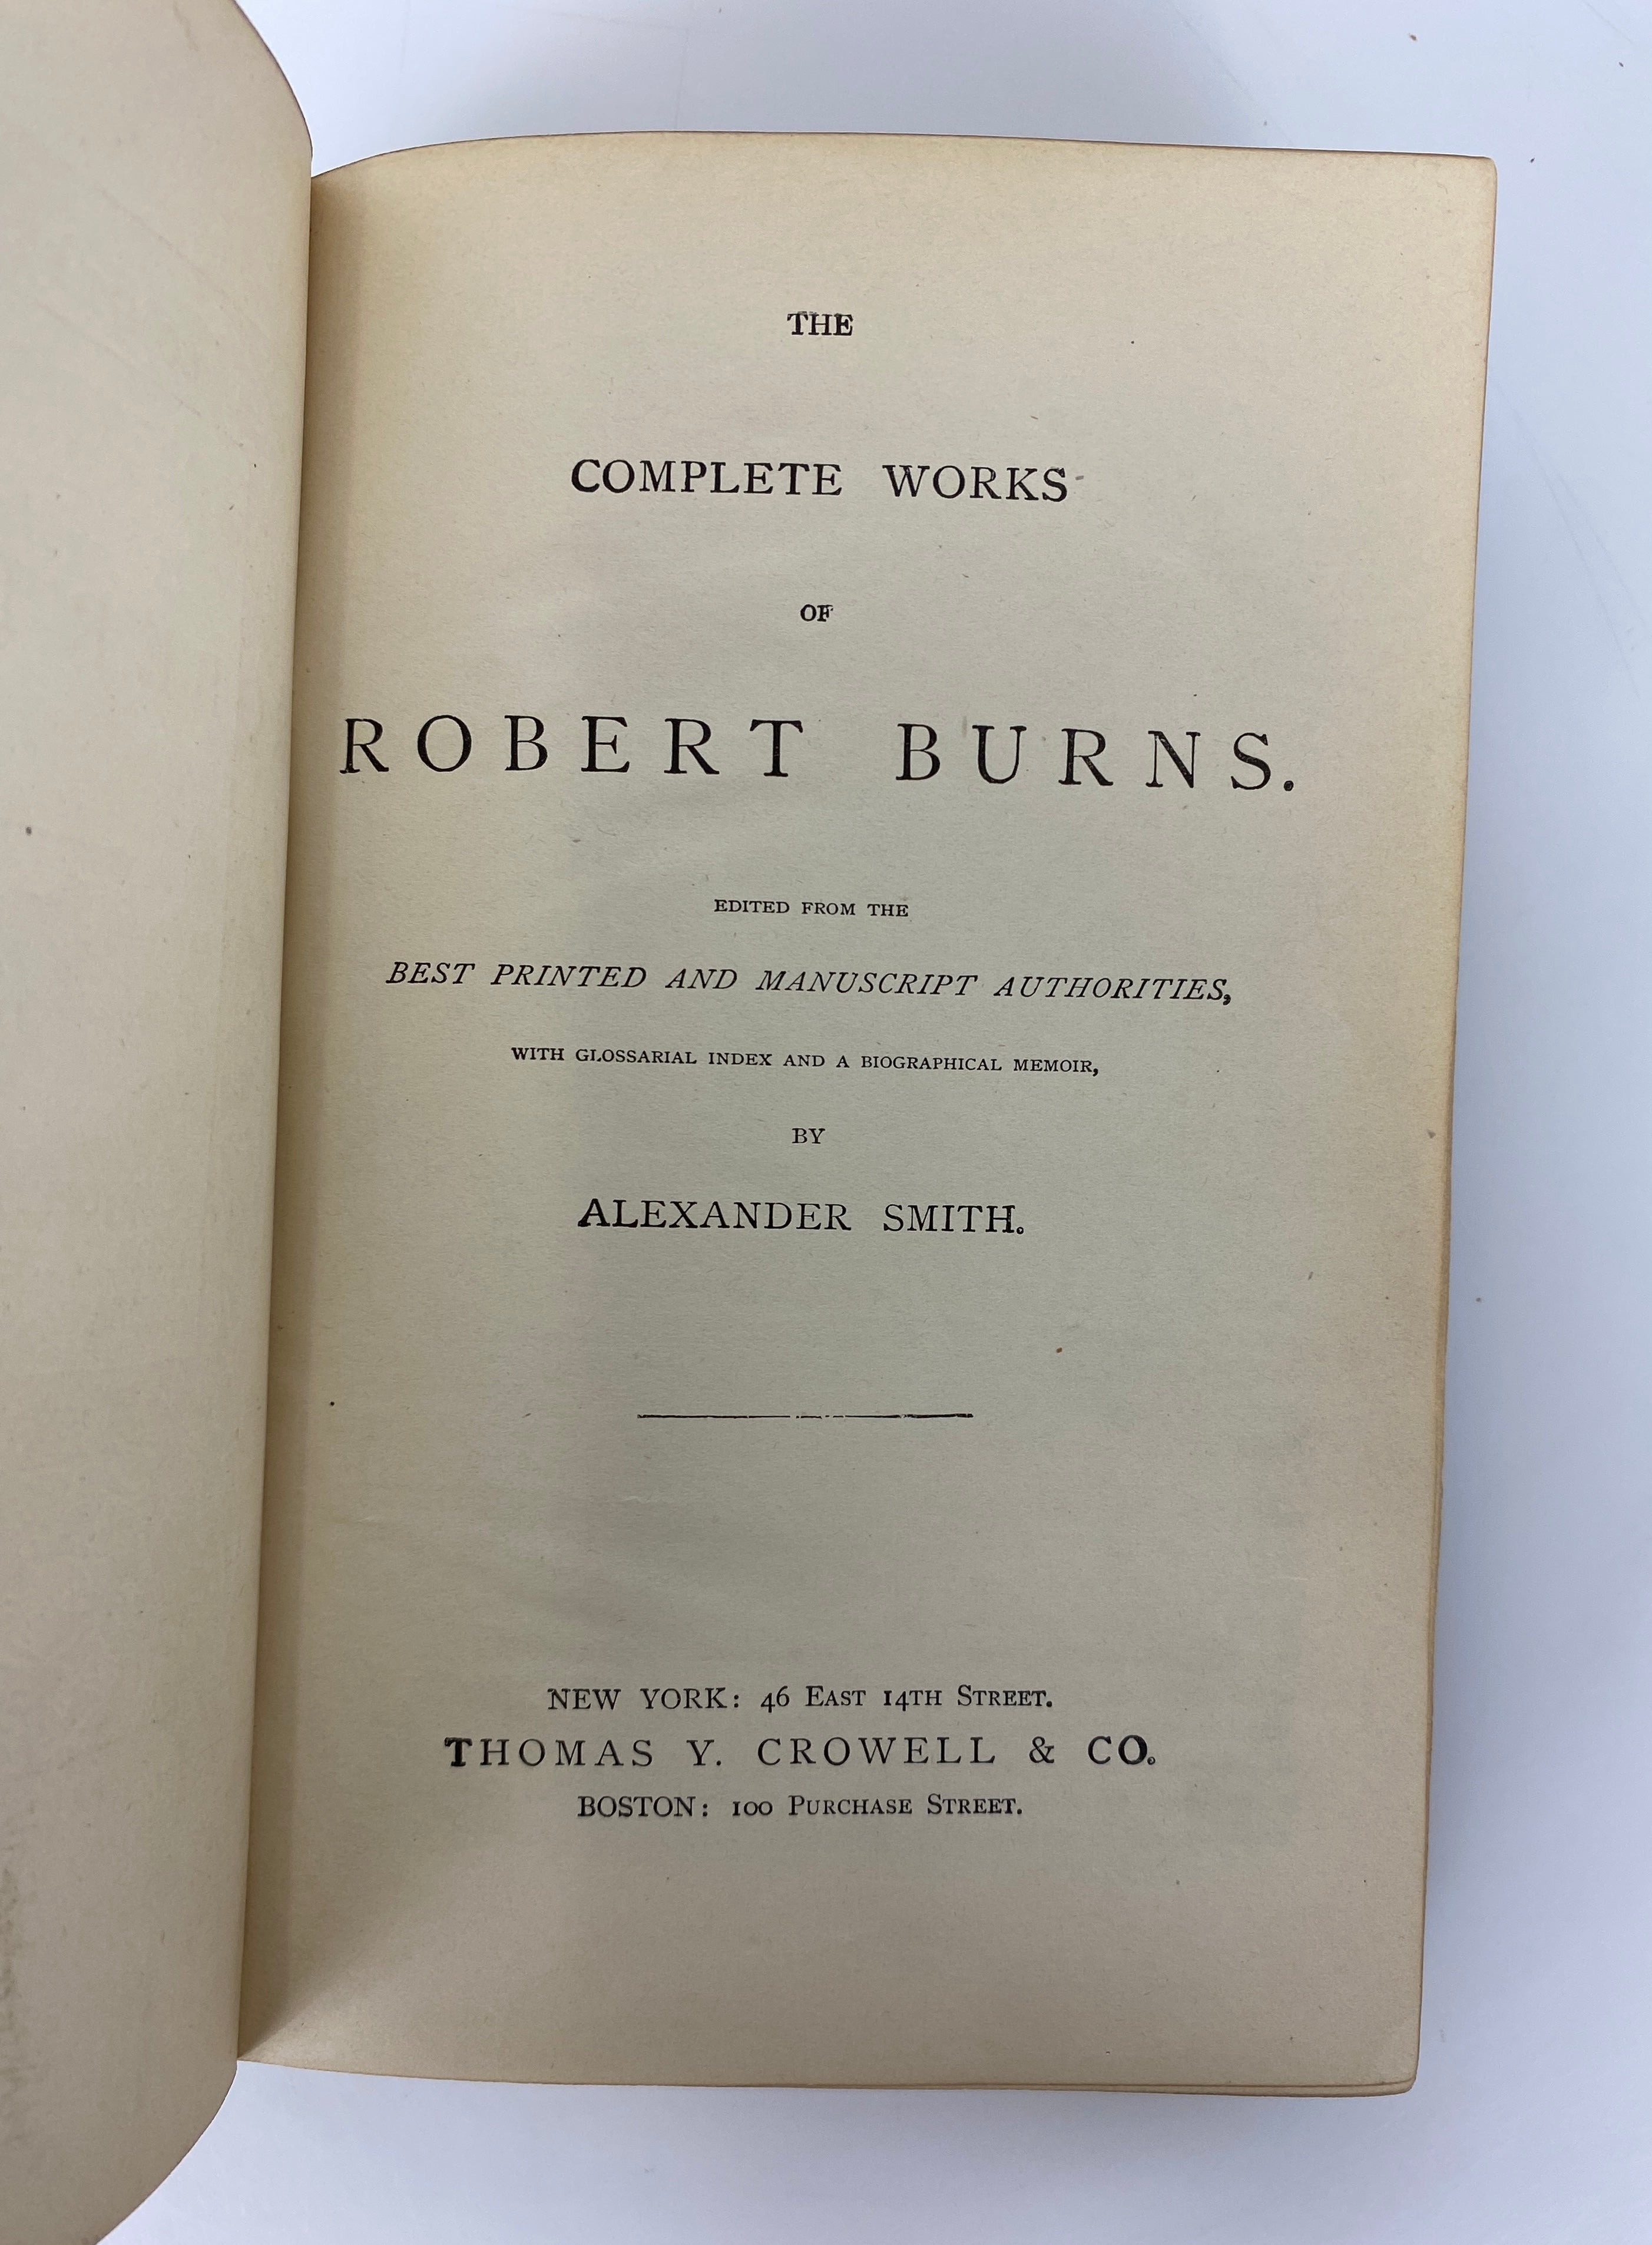 THE
COMPLETE WORKS
OF
ROBERT BURNS.
EDITED FROM THE
BEST PRINTED AND MANUSCRIPT AUTHORITIES,
WITH GLOSSARIAL INDEX AND A BIOGRAPHICAL MEMOIR,
BY
ALEXANDER SMITH.
NEW YORK: 46 EAST 14TH STREET.
THOMAS Y. CROWELL & CO.
BOSTON: 100 PURCHASE STREET.